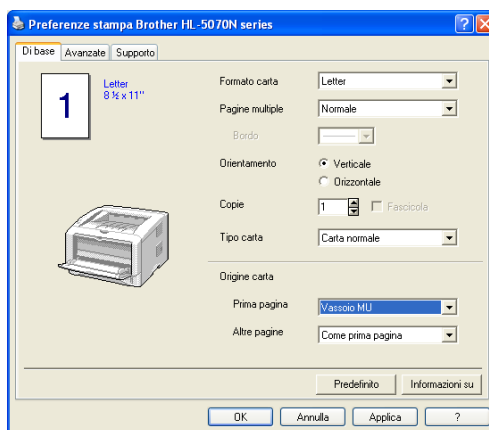 Preferenze stampa Brother HL-5070N series
?
Di base Avanzate Supporto
1
Letter
8 ½ x 11"
Formato carta Letter
Pagine multiple Normale
Bordo
Orientamento Verticale
Orizzontale
Copie 1 Fascicola
Tipo carta Carta normale
Origine carta
Prima pagina Vassoio MU
Altre pagine Come prima pagina
Predefinito Informazioni su
OK Annulla Applica ?